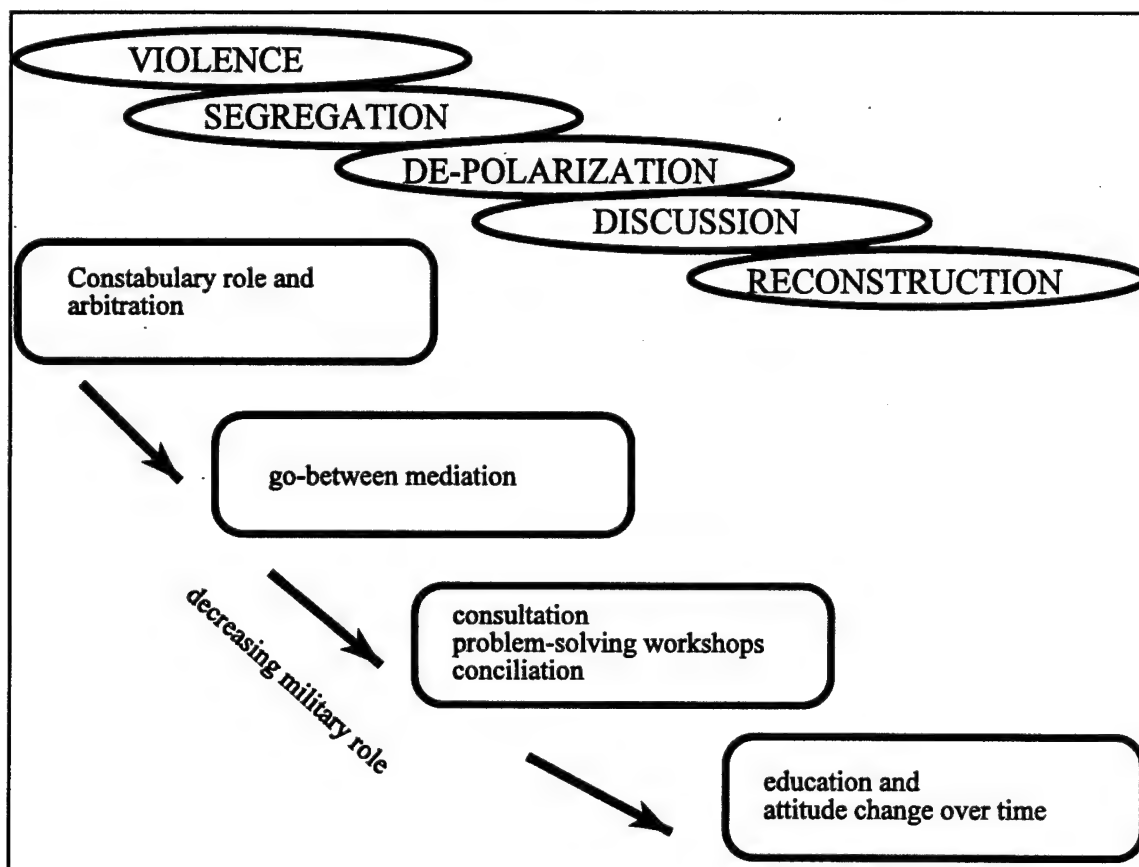 VIOLENCE
SEGREGATION
DE-POLARIZATION
DISCUSSION
RECONSTRUCTION
Constabulary role and
arbitration
go-between mediation
decreasing military role
consultation
problem-solving workshops
conciliation
education and
attitude change over time